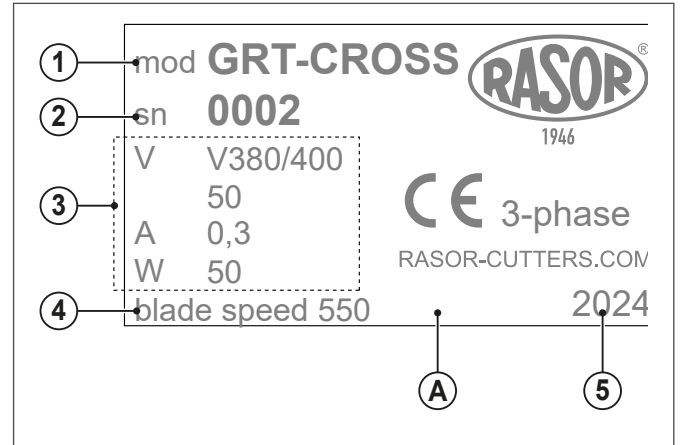 1 mod GRT-CROSS
RASOR ®
1946
2 sn 0002
3
V V380/400
50
A 0,3
W 50
CE 3-phase
RASOR-CUTTERS.COM
4 blade speed 550
2024
A
5